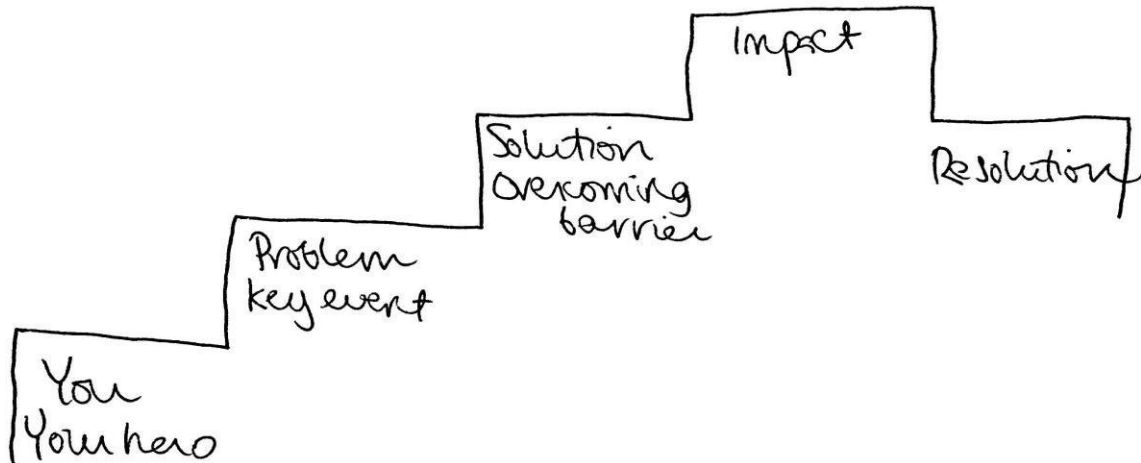 You
Your hero
Problem
key event
Solution
Overcoming
barrier
Impact
Resolution